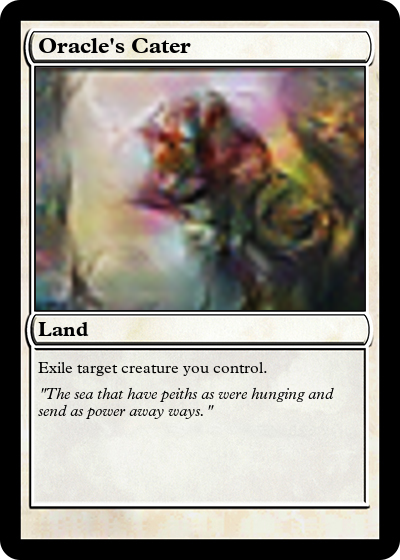 Oracle's Cater
Land
Exile target creature you control.
"The sea that have peiths as were hunging and
send as power away ways."